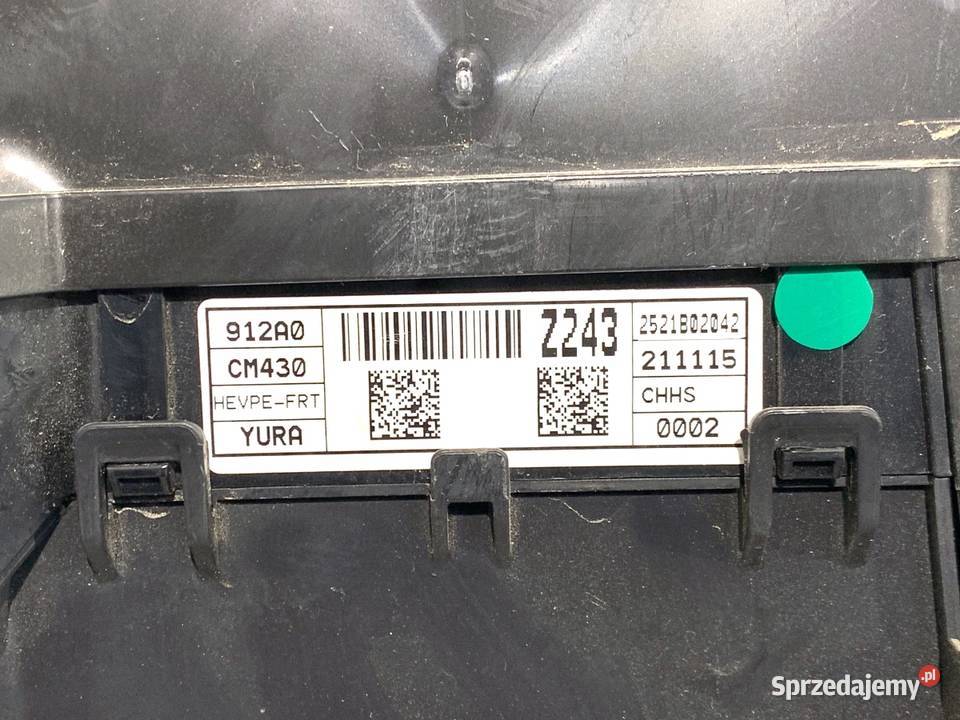 912A0
CM430
HEVPE-FRT
YURA
Z243
2521B02042
211115
CHHS
0002
Sprzedajemy.pl